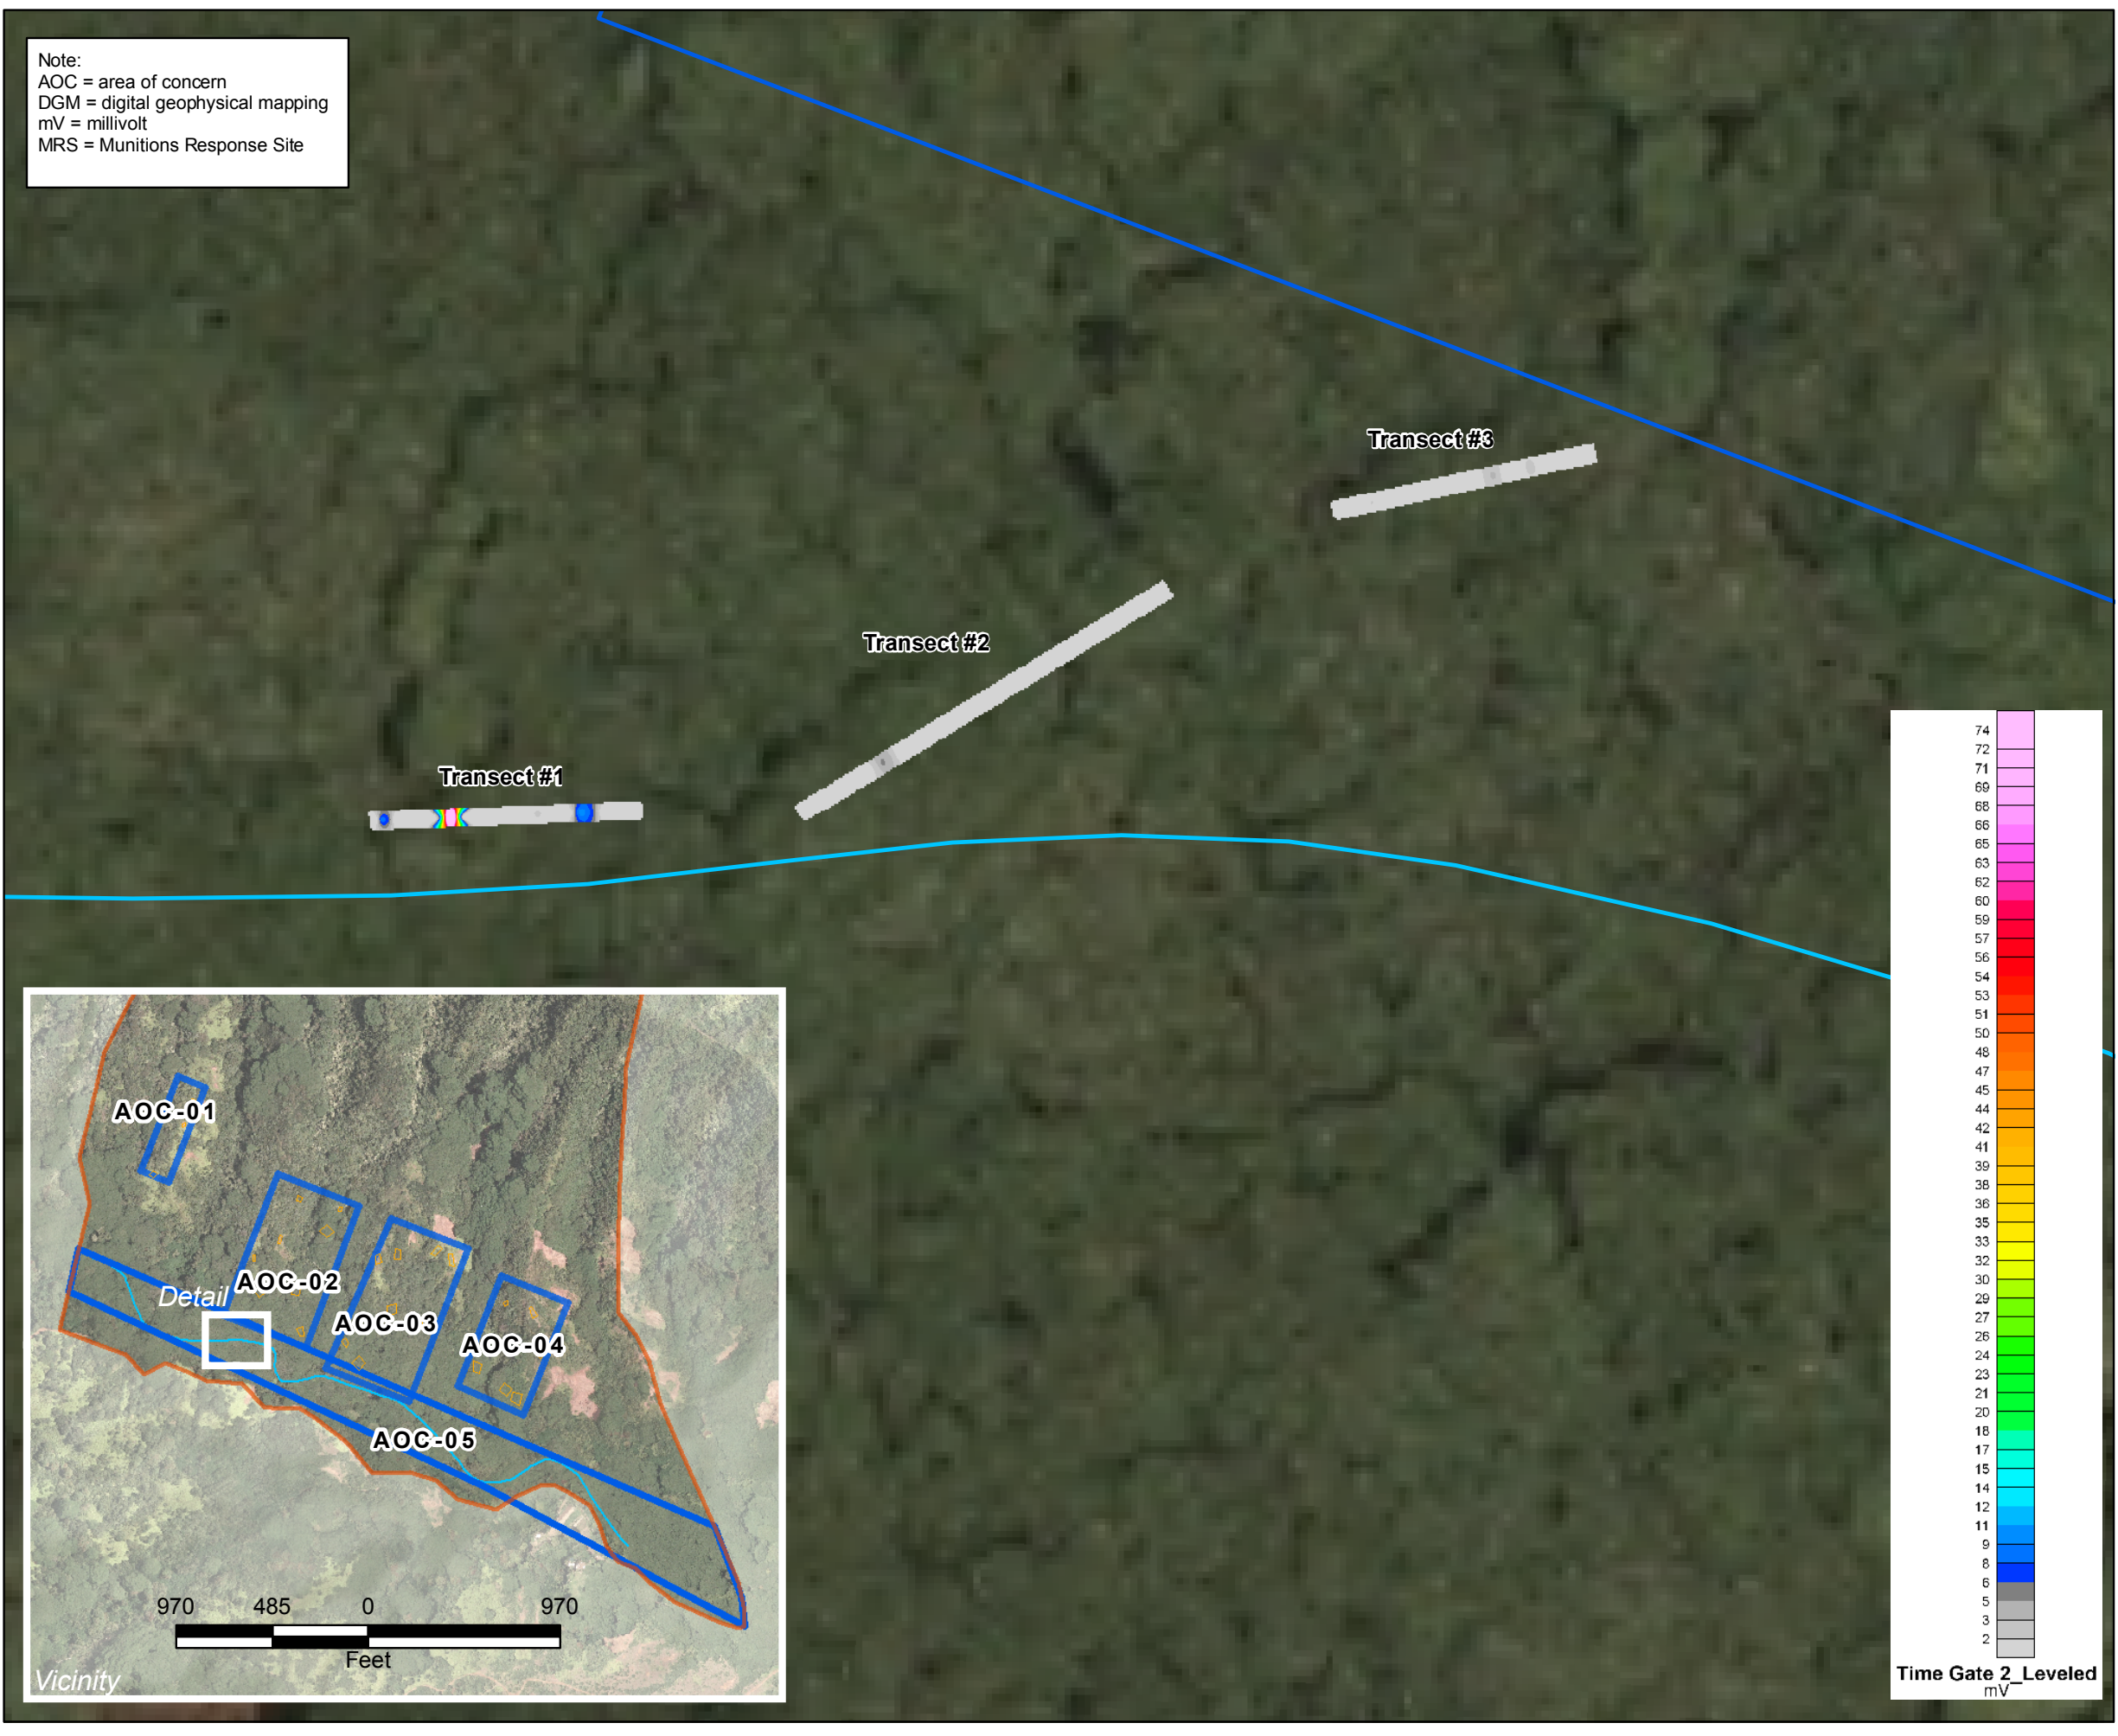 Note:
AOC = area of concern
DGM = digital geophysical mapping
mV = millivolt
MRS = Munitions Response Site
Transect #3
Transect #2
Transect #1
74
72
71
69
68
66
65
63
62
60
59
57
56
54
53
51
50
48
47
45
44
42
41
39
38
36
35
33
32
30
29
27
26
24
23
21
20
18
17
15
14
12
11
9
8
6
5
3
2
Time Gate 2_Leveled
mV
AOC-01
AOC-02
Detail
AOC-03
AOC-04
AOC-05
970 485 0 970
Feet
Vicinity